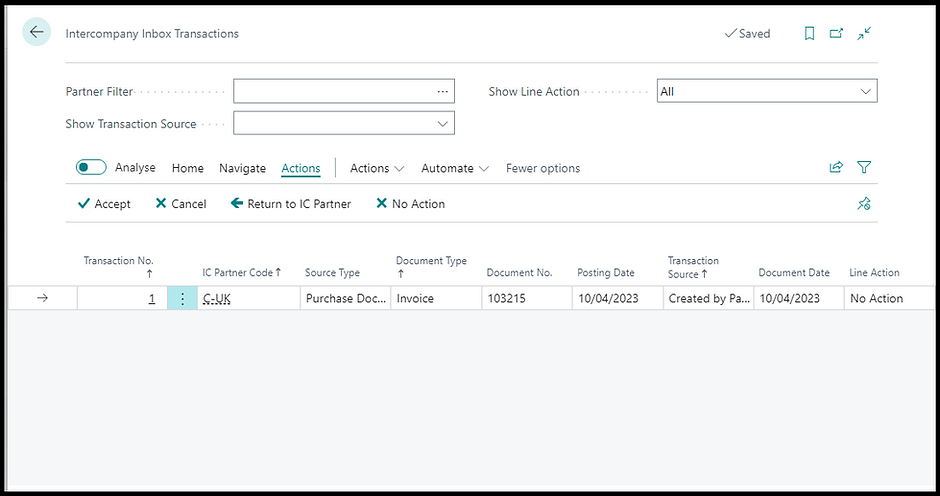 Intercompany Inbox Transactions
Saved
Partner Filter
...
Show Line Action
All
Show Transaction Source
Analyse Home Navigate Actions Actions Automate Fewer options
Accept Cancel Return to IC Partner No Action
Transaction No. ↑
IC Partner Code ↑
Source Type
Document Type ↑
Document No.
Posting Date
Transaction Source ↑
Document Date
Line Action
1 C-UK Purchase Doc... Invoice 103215 10/04/2023 Created by Pa... 10/04/2023 No Action